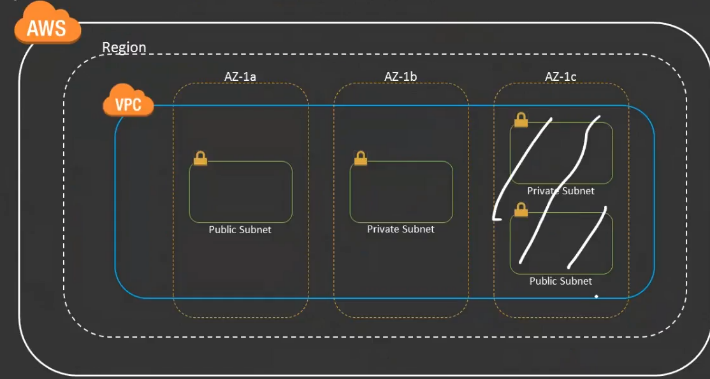 AWS
Region
AZ-1a
AZ-1b
AZ-1c
VPC
Private Subnet
Public Subnet
Private Subnet
Public Subnet